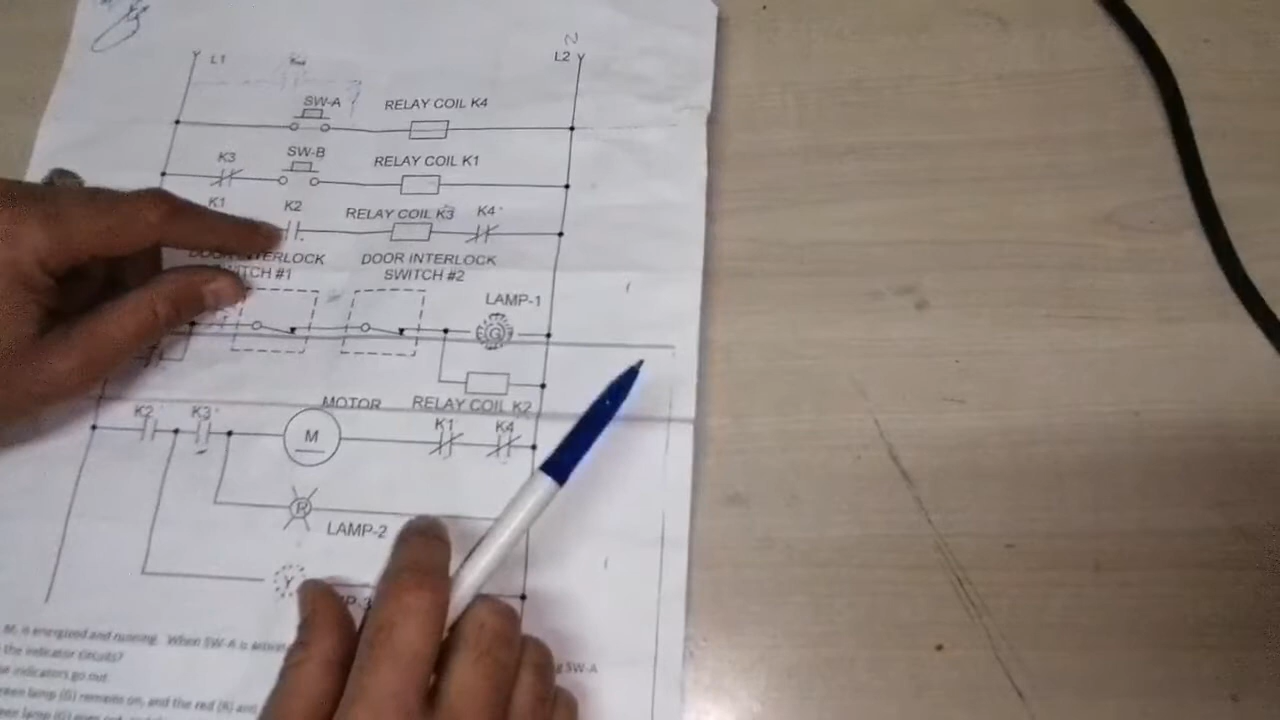 L1
L2
SW-A
RELAY COIL K4
K3
SW-B
RELAY COIL K1
K1
K2
RELAY COIL K3
K4
DOOR INTERLOCK
SWITCH #1
DOOR INTERLOCK
SWITCH #2
LAMP-1
G
MOTOR
RELAY COIL K2
K2
K3
M
K1
K4
R
LAMP-2
Y
M, is energized and running. When SW-A is
SW-A
the indicator circuits?
indicators go out
lamp (G) remains on, and the red (R) and
lamp (G) goes out